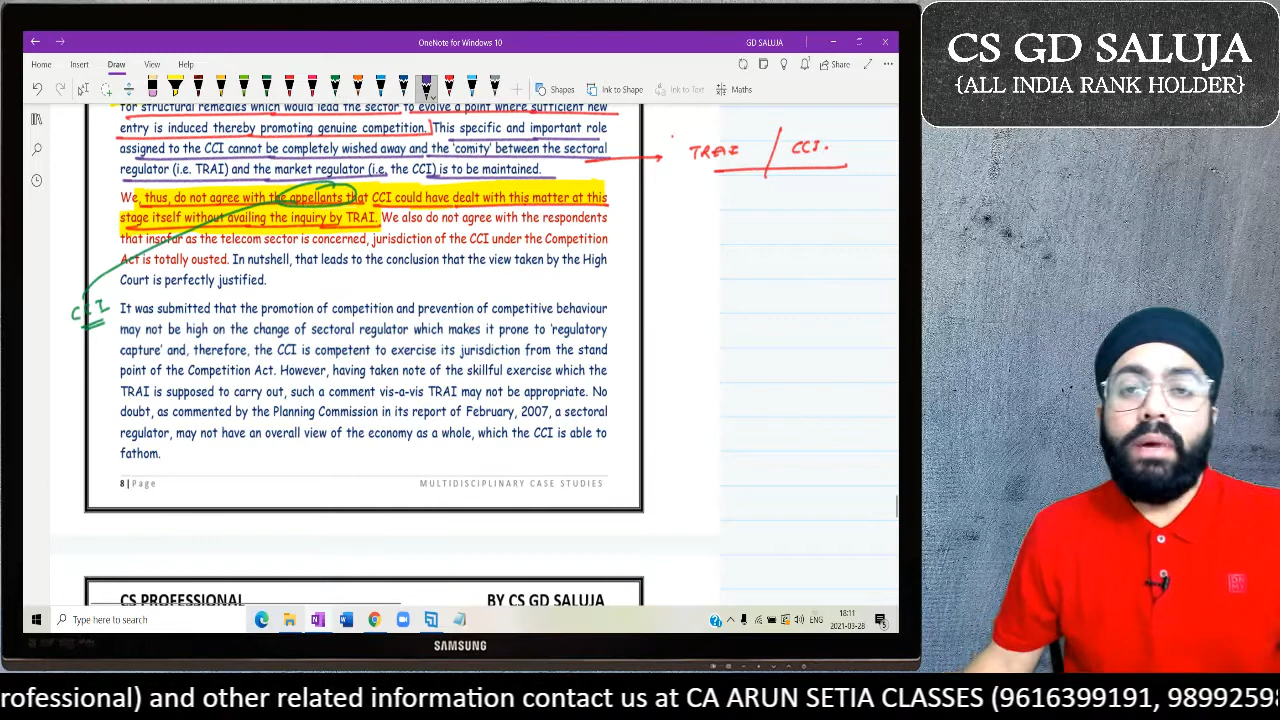 OneNote for Windows 10
GD SALUJA
Home Insert Draw View Help
Share
Shapes Ink to Shape Ink to Text Maths
for structural remedies which would lead the sector to evolve a point where sufficient new
entry is induced thereby promoting genuine competition. This specific and important role
assigned to the CCI cannot be completely wished away and the 'comity' between the sectoral
regulator (i.e. TRAI) and the market regulator (i.e. the CCI) is to be maintained.
TRAI / CCI.
We, thus, do not agree with the appellants that CCI could have dealt with this matter at this
stage itself without availing the inquiry by TRAI. We also do not agree with the respondents
that insofar as the telecom sector is concerned, jurisdiction of the CCI under the Competition
Act is totally ousted. In nutshell, that leads to the conclusion that the view taken by the High
Court is perfectly justified.
CCI
It was submitted that the promotion of competition and prevention of competitive behaviour
may not be high on the change of sectoral regulator which makes it prone to 'regulatory
capture' and, therefore, the CCI is competent to exercise its jurisdiction from the stand
point of the Competition Act. However, having taken note of the skillful exercise which the
TRAI is supposed to carry out, such a comment vis-a-vis TRAI may not be appropriate. No
doubt, as commented by the Planning Commission in its report of February, 2007, a sectoral
regulator, may not have an overall view of the economy as a whole, which the CCI is able to
fathom.
8 | Page
MULTIDISCIPLINARY CASE STUDIES
CS PROFESSIONAL
BY CS GD SALUJA
Type here to search
ENG
18:11
2021-03-28
SAMSUNG
CS GD SALUJA
{ALL INDIA RANK HOLDER}
rofessional) and other related information contact us at CA ARUN SETIA CLASSES (9616399191, 98992598